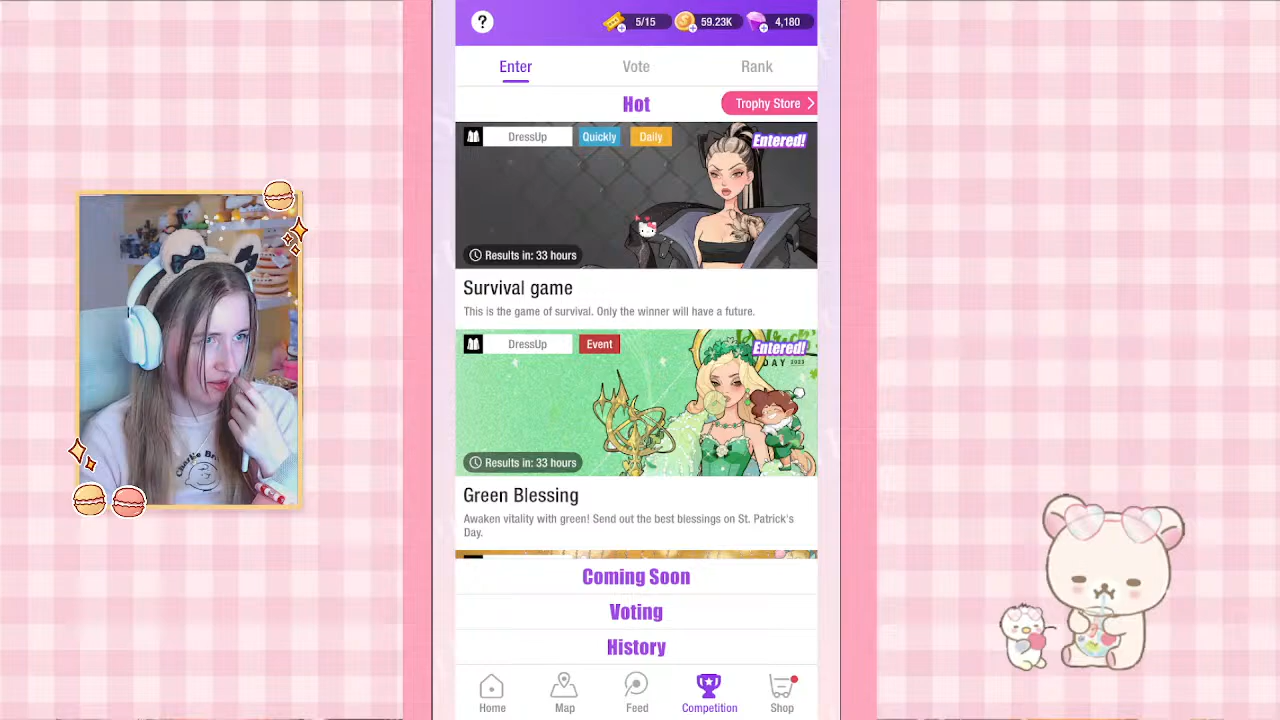 ?
5/15
59.23K
4,180
Enter
Vote
Rank
Hot
Trophy Store
DressUp
Quickly
Daily
Entered!
Results in: 33 hours
Survival game
This is the game of survival. Only the winner will have a future.
DressUp
Event
Entered!
DAY 2023
Results in: 33 hours
Green Blessing
Awaken vitality with green! Send out the best blessings on St. Patrick's
Day.
Coming Soon
Voting
History
Home
Map
Feed
Competition
Shop
Charlie